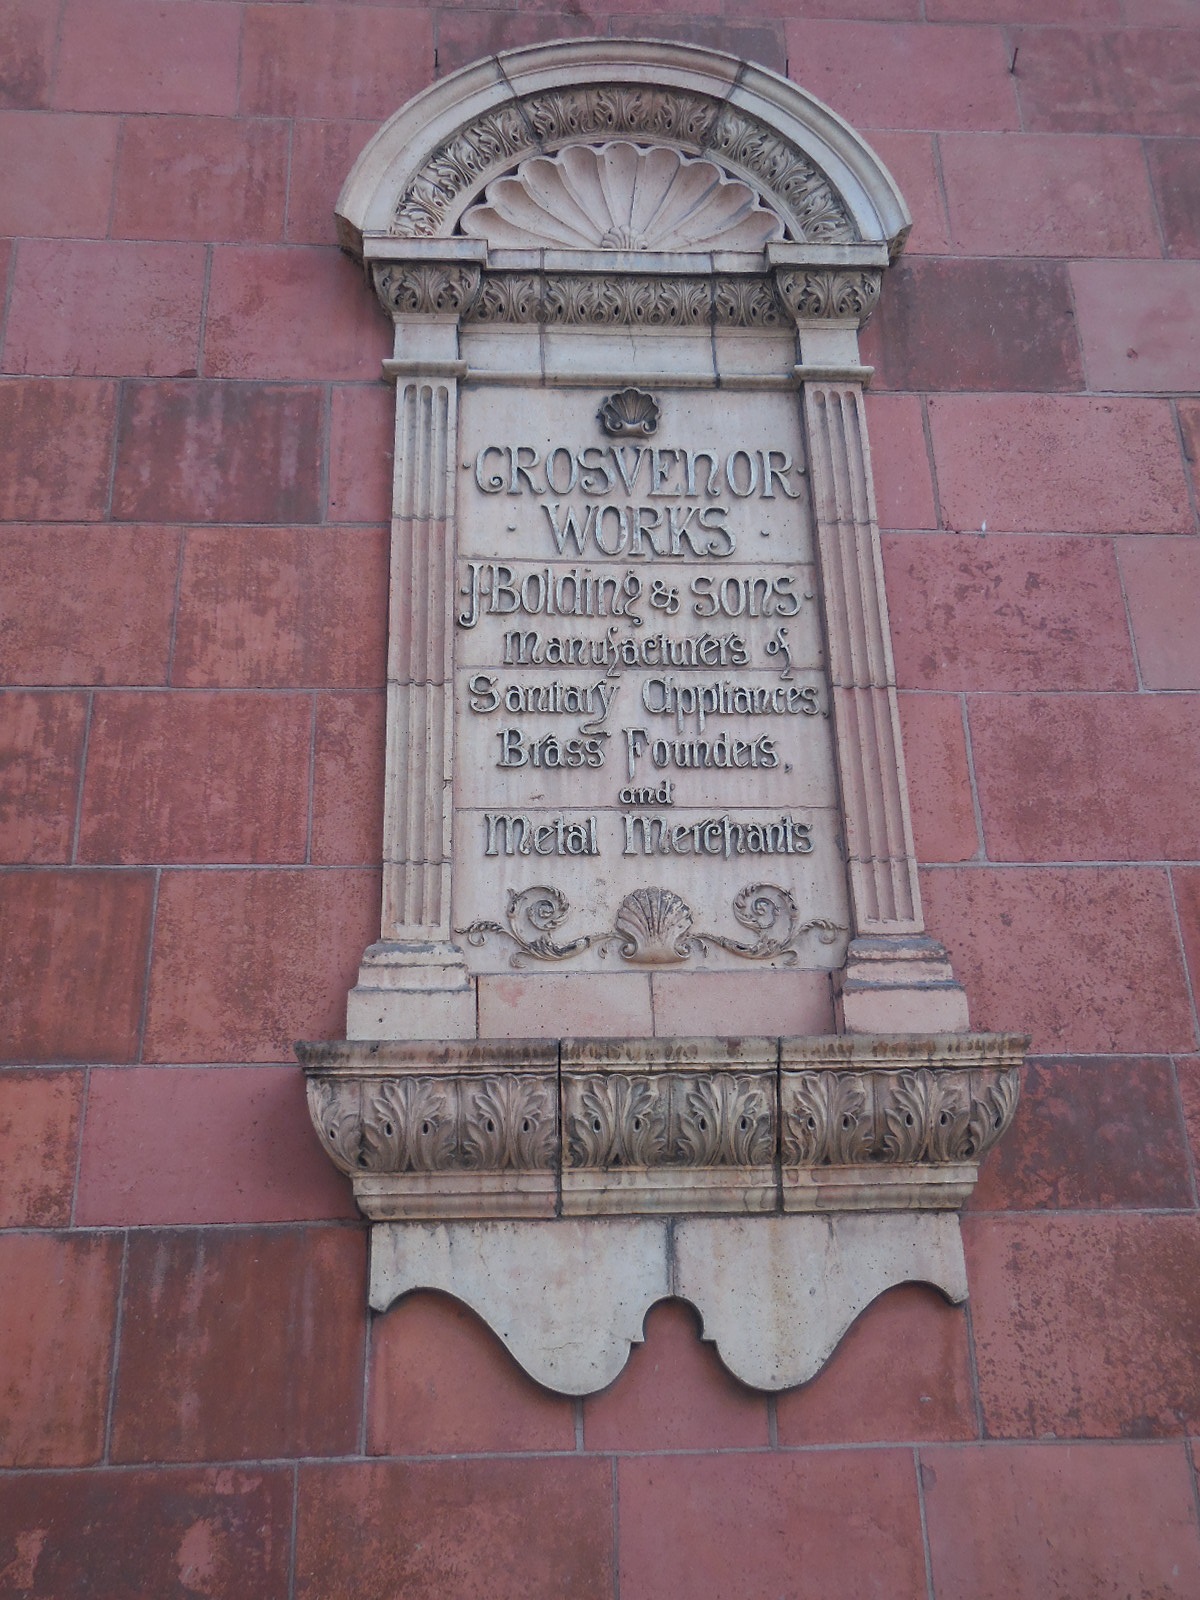 ·GROSVENOR·
·WORKS·
J·Bolding & Sons·
Manufacturers of
Sanitary Appliances
Brass Founders,
and
Metal Merchants